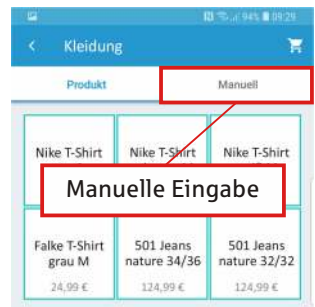 94% 09:29
Kleidung
Produkt Manuell
Nike T-Shirt Nike T-Shirt Nike T-Shirt
Manuelle Eingabe
Falke T-Shirt 501 Jeans 501 Jeans
grau M nature 34/36 nature 32/32
24,99 € 124,99 € 124,99 €